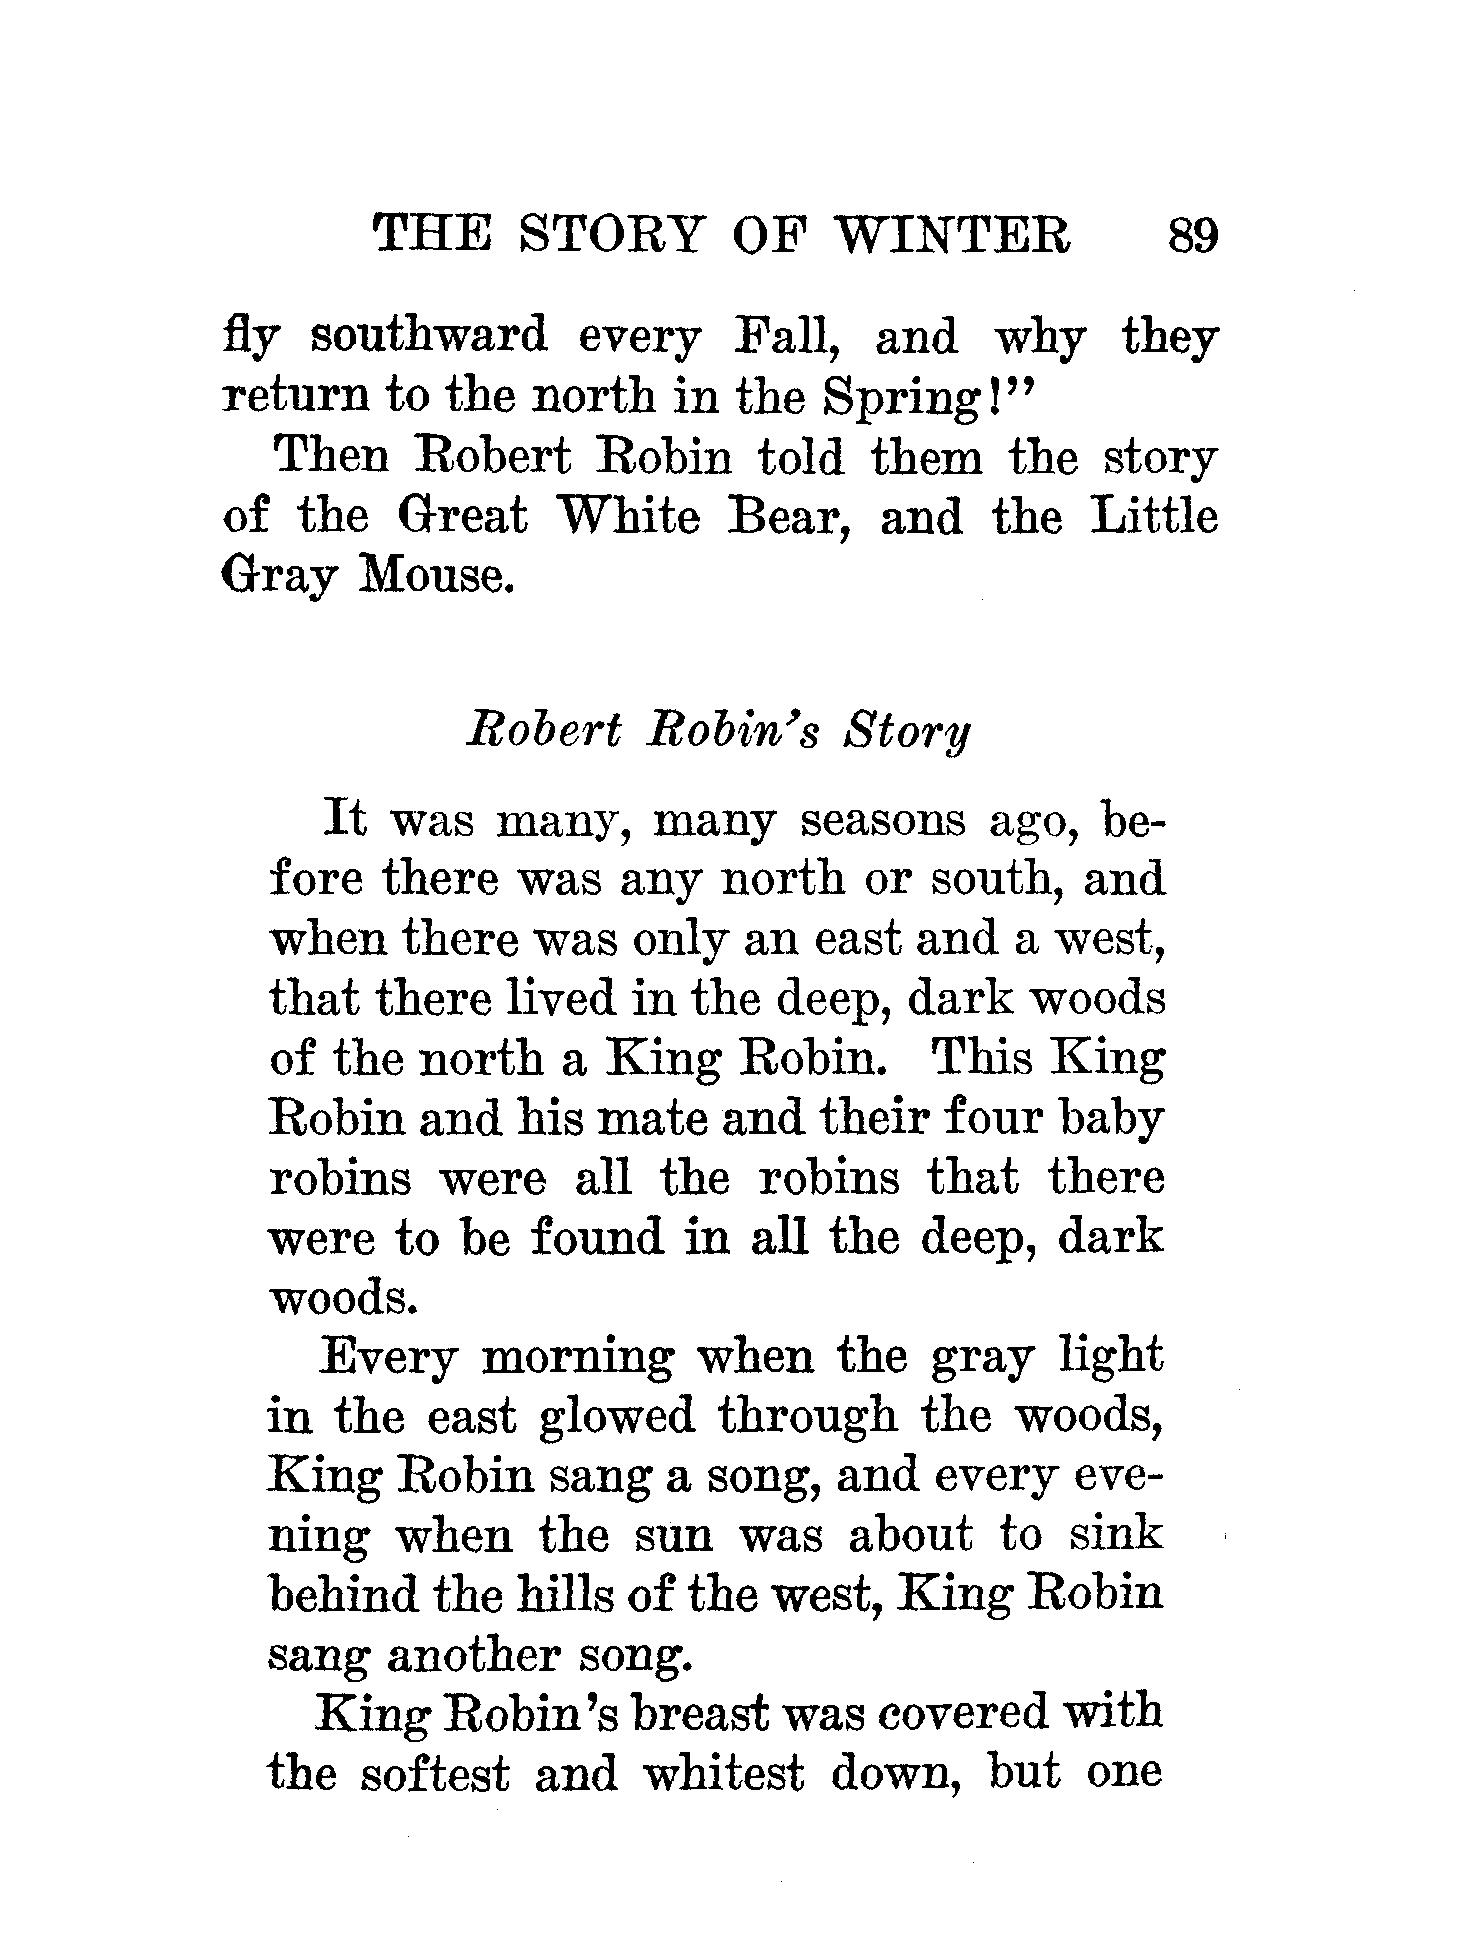 THE STORY OF WINTER 89
fly southward every Fall, and why they
return to the north in the Spring!”
Then Robert Robin told them the story
of the Great White Bear, and the Little
Gray Mouse.
Robert Robin’s Story
It was many, many seasons ago, be-
fore there was any north or south, and
when there was only an east and a west,
that there lived in the deep, dark woods
of the north a King Robin. This King
Robin and his mate and their four baby
robins were all the robins that there
were to be found in all the deep, dark
woods.
Every morning when the gray light
in the east glowed through the woods,
King Robin sang a song, and every eve-
ning when the sun was about to sink
behind the hills of the west, King Robin
sang another song.
King Robin’s breast was covered with
the softest and whitest down, but one